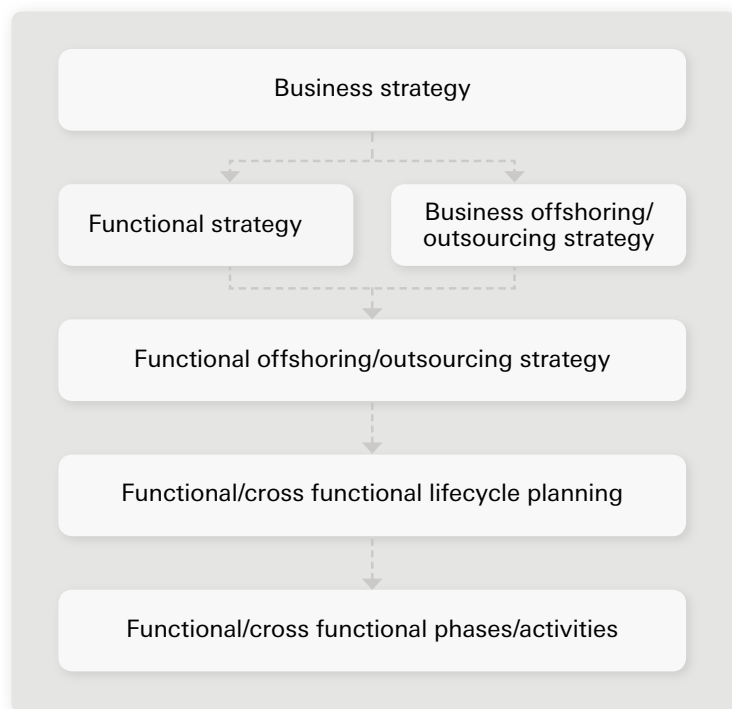 Business strategy
Functional strategy
Business offshoring/
outsourcing strategy
Functional offshoring/outsourcing strategy
Functional/cross functional lifecycle planning
Functional/cross functional phases/activities